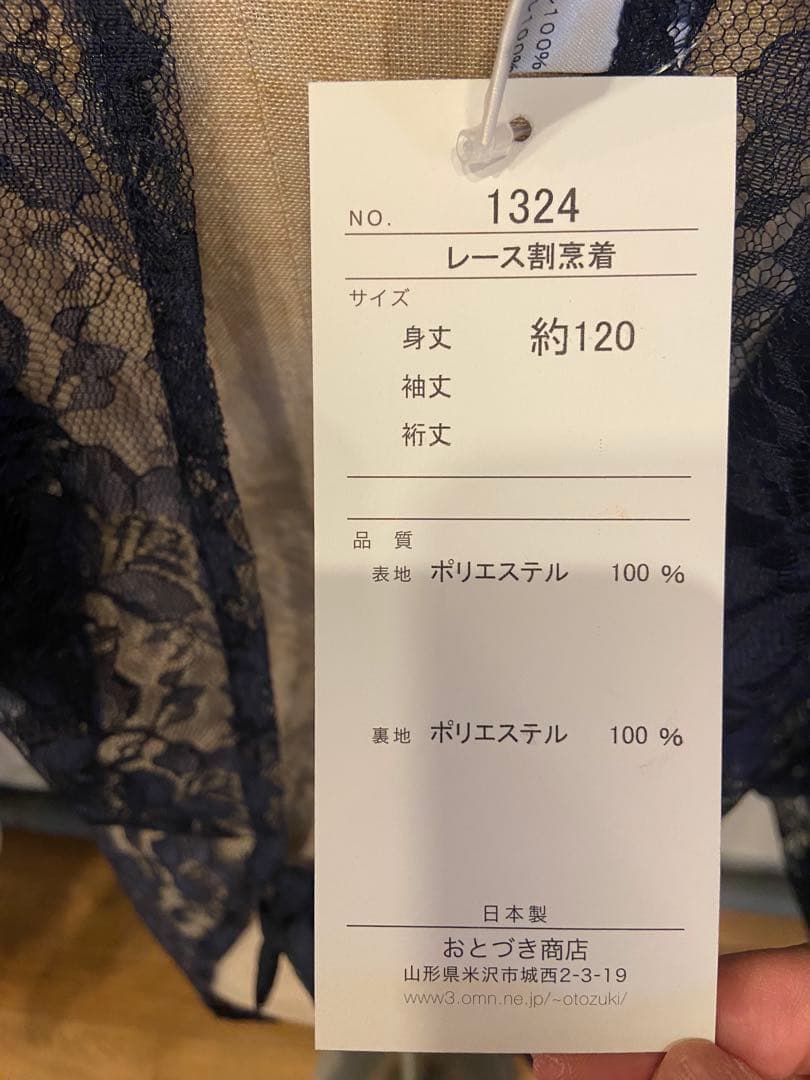 100%
100%
NO. 1324
レース割烹着
サイズ
身丈 約120
袖丈
裄丈
品 質
表地 ポリエステル 100 %
裏地 ポリエステル 100 %
日本製
おとづき商店
山形県米沢市城西2-3-19
www3.omn.ne.jp/~otozuki/